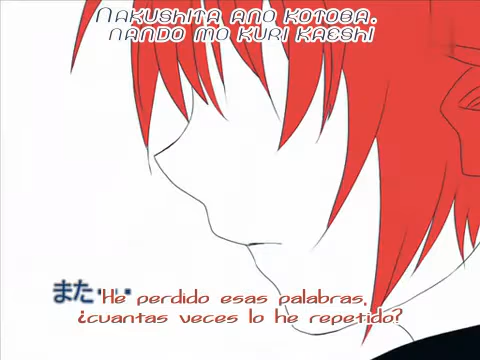 Nakushita ano kotoba,
nando mo kuri kaeshi
また・・・
He perdido esas palabras,
¿cuantas veces lo he repetido?